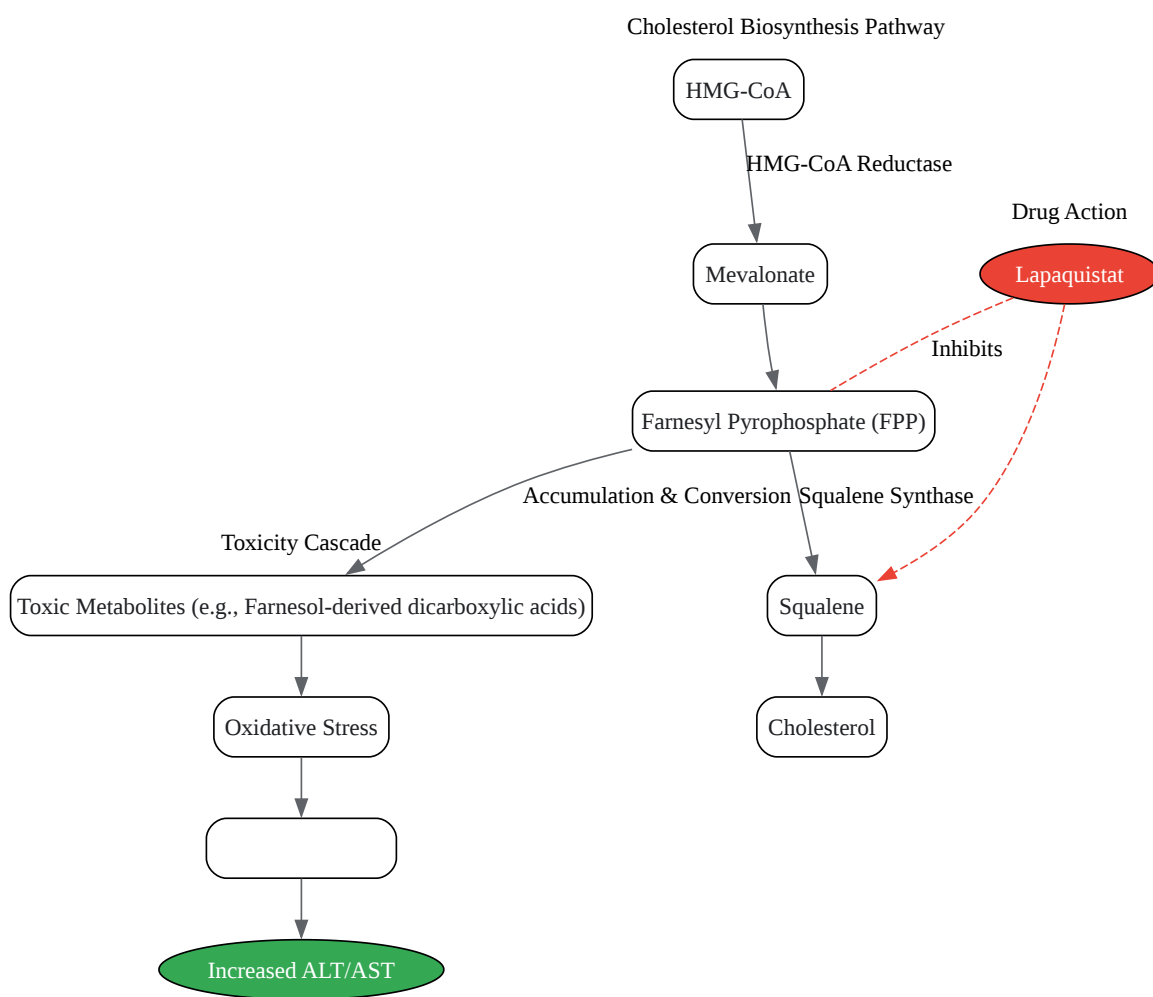 Cholesterol Biosynthesis Pathway
HMG-CoA
HMG-CoA Reductase
Drug Action
Mevalonate
Lapaquistat
Inhibits
Farnesyl Pyrophosphate (FPP)
Accumulation & Conversion
Squalene Synthase
Toxicity Cascade
Toxic Metabolites (e.g., Farnesol-derived dicarboxylic acids)
Squalene
Oxidative Stress
Cholesterol
Increased ALT/AST